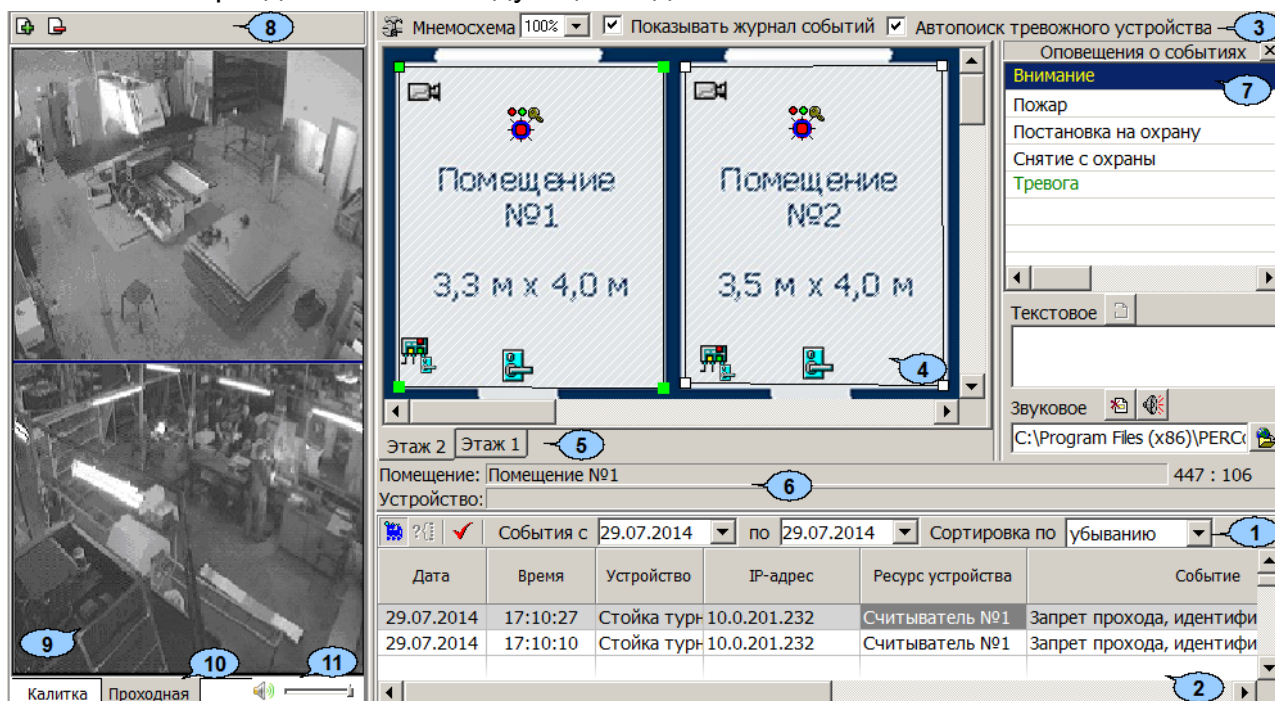 8
Мнемосхема 100% Показывать журнал событий Автопоиск тревожного устройства 3
Оповещения о событиях
Внимание
7
Пожар
Постановка на охрану
Снятие с охраны
Тревога
Помещение №1
3,3 м x 4,0 м
Помещение №2
3,5 м x 4,0 м
4
Текстовое
Звуковое
C:\Program Files (x86)\PERCo
Этаж 2 Этаж 1 5
Помещение: Помещение №1 447 : 106
6
Устройство:
События с 29.07.2014 по 29.07.2014 Сортировка по убыванию 1
Дата Время Устройство IP-адрес Ресурс устройства Событие
29.07.2014 17:10:27 Стойка турн 10.0.201.232 Считыватель №1 Запрет прохода, идентифи
29.07.2014 17:10:10 Стойка турн 10.0.201.232 Считыватель №1 Запрет прохода, идентифи
2
9
10
11
Калитка Проходная